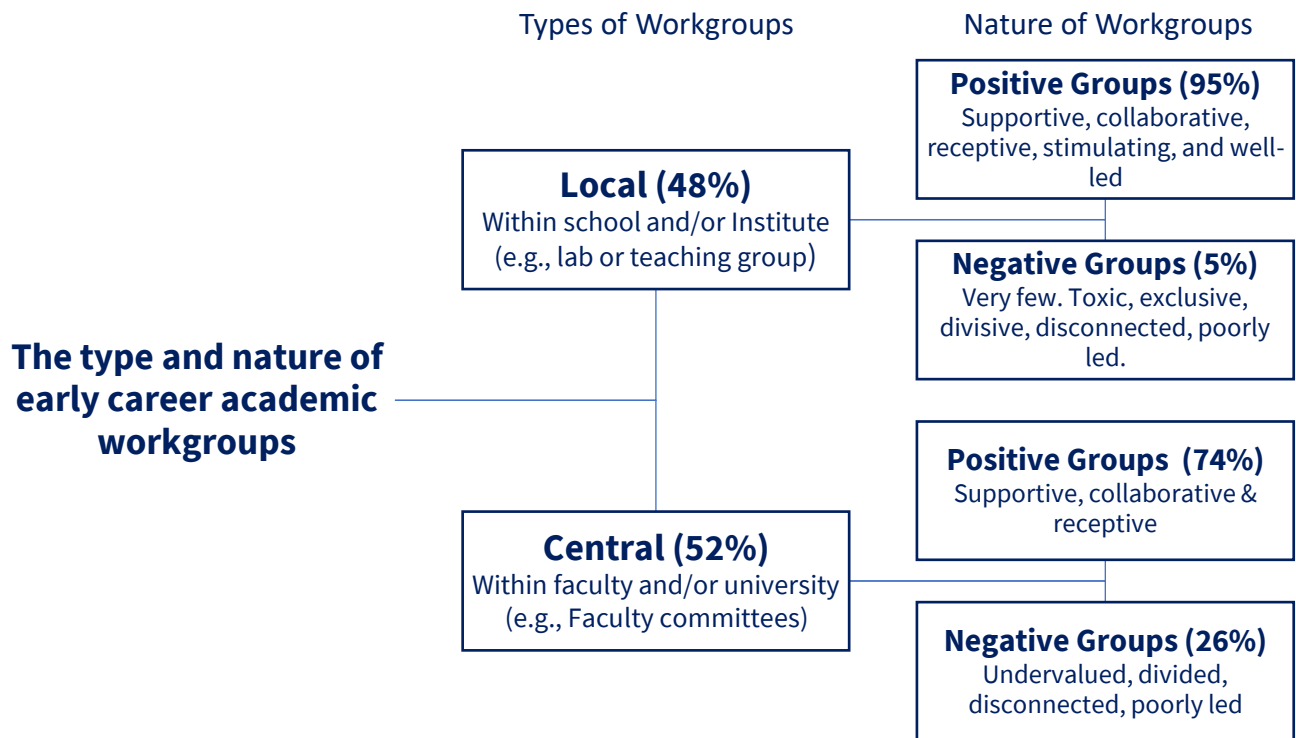 Types of Workgroups
Nature of Workgroups
Positive Groups (95%)
Supportive, collaborative,
receptive, stimulating, and well-
led
Local (48%)
Within school and/or Institute
(e.g., lab or teaching group)
Negative Groups (5%)
Very few. Toxic, exclusive,
divisive, disconnected, poorly
led.
The type and nature of
early career academic
workgroups
Positive Groups  (74%)
Supportive, collaborative &
receptive
Central (52%)
Within faculty and/or university
(e.g., Faculty committees)
Negative Groups (26%)
Undervalued, divided,
disconnected, poorly led